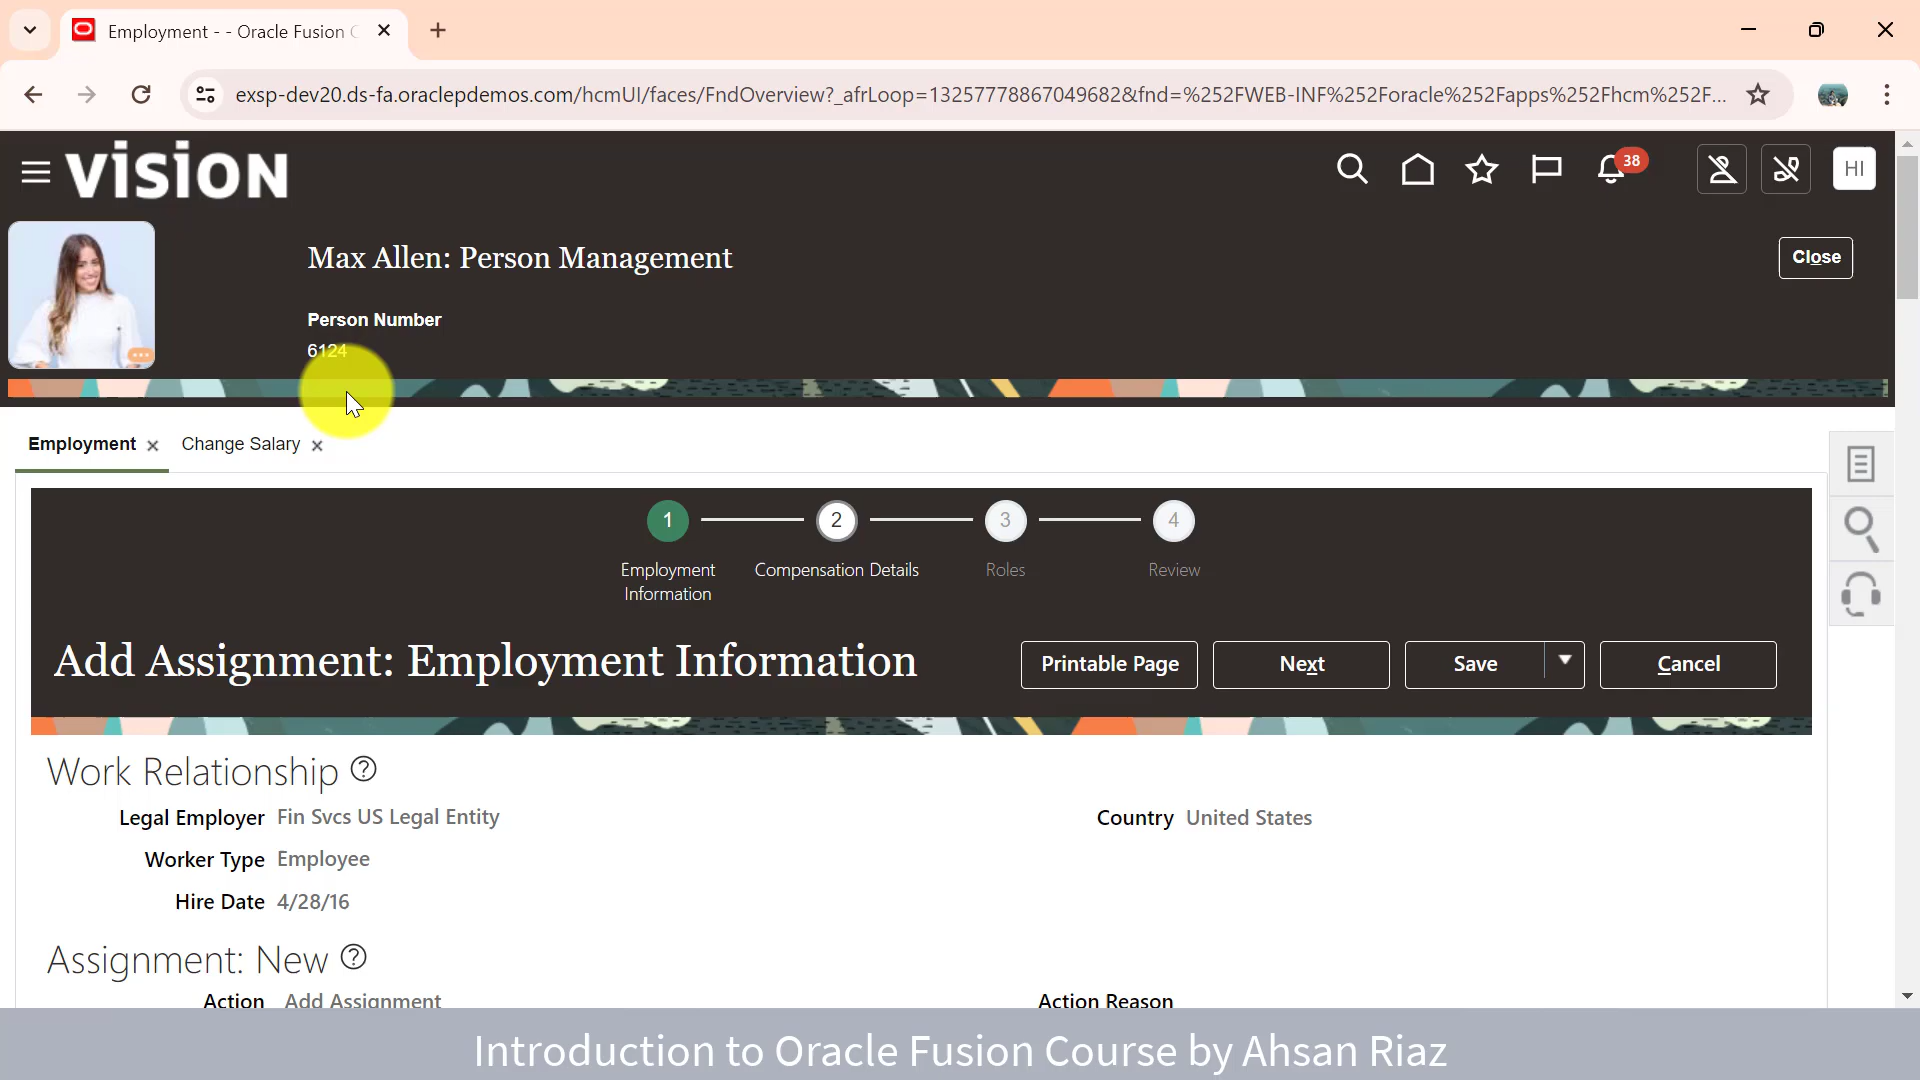 Employment - - Oracle Fusion
exsp-dev20.ds-fa.oraclepdemos.com/hcmUI/faces/FndOverview?_afrLoop=13257778867049682&fnd=%252FWEB-INF%252Foracle%252Fapps%252Fhcm%252F...
VISION
38
HI
Max Allen: Person Management
Close
Person Number
6124
Employment
Change Salary
1
2
3
4
Employment
Information
Compensation Details
Roles
Review
Add Assignment: Employment Information
Printable Page
Next
Save
Cancel
Work Relationship
Legal Employer Fin Svcs US Legal Entity
Country United States
Worker Type Employee
Hire Date 4/28/16
Assignment: New
Action Add Assignment
Action Reason
Introduction to Oracle Fusion Course by Ahsan Riaz